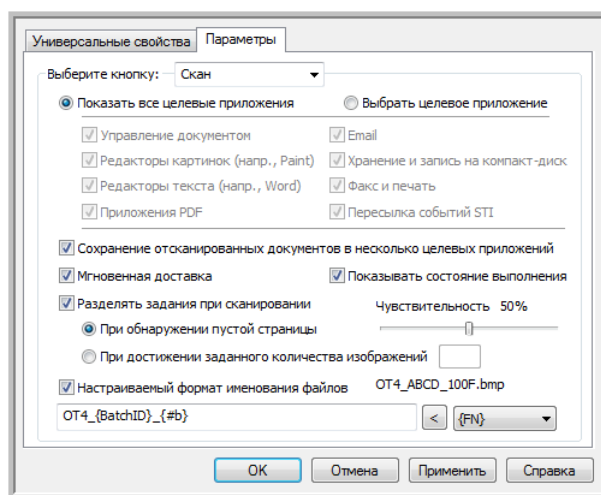 Универсальные свойства Параметры
Выберите кнопку: Скан
Показать все целевые приложения Выбрать целевое приложение
Управление документом Email
Редакторы картинок (напр., Paint) Хранение и запись на компакт-диск
Редакторы текста (напр., Word) Факс и печать
Приложения PDF Пересылка событий STI
Сохранение отсканированных документов в несколько целевых приложений
Мгновенная доставка Показывать состояние выполнения
Разделять задания при сканировании Чувствительность 50%
При обнаружении пустой страницы
При достижении заданного количества изображений
Настраиваемый формат именования файлов OT4_ABCD_100F.bmp
OT4_{BatchID}_{#b} < {FN}
OK Отмена Применить Справка